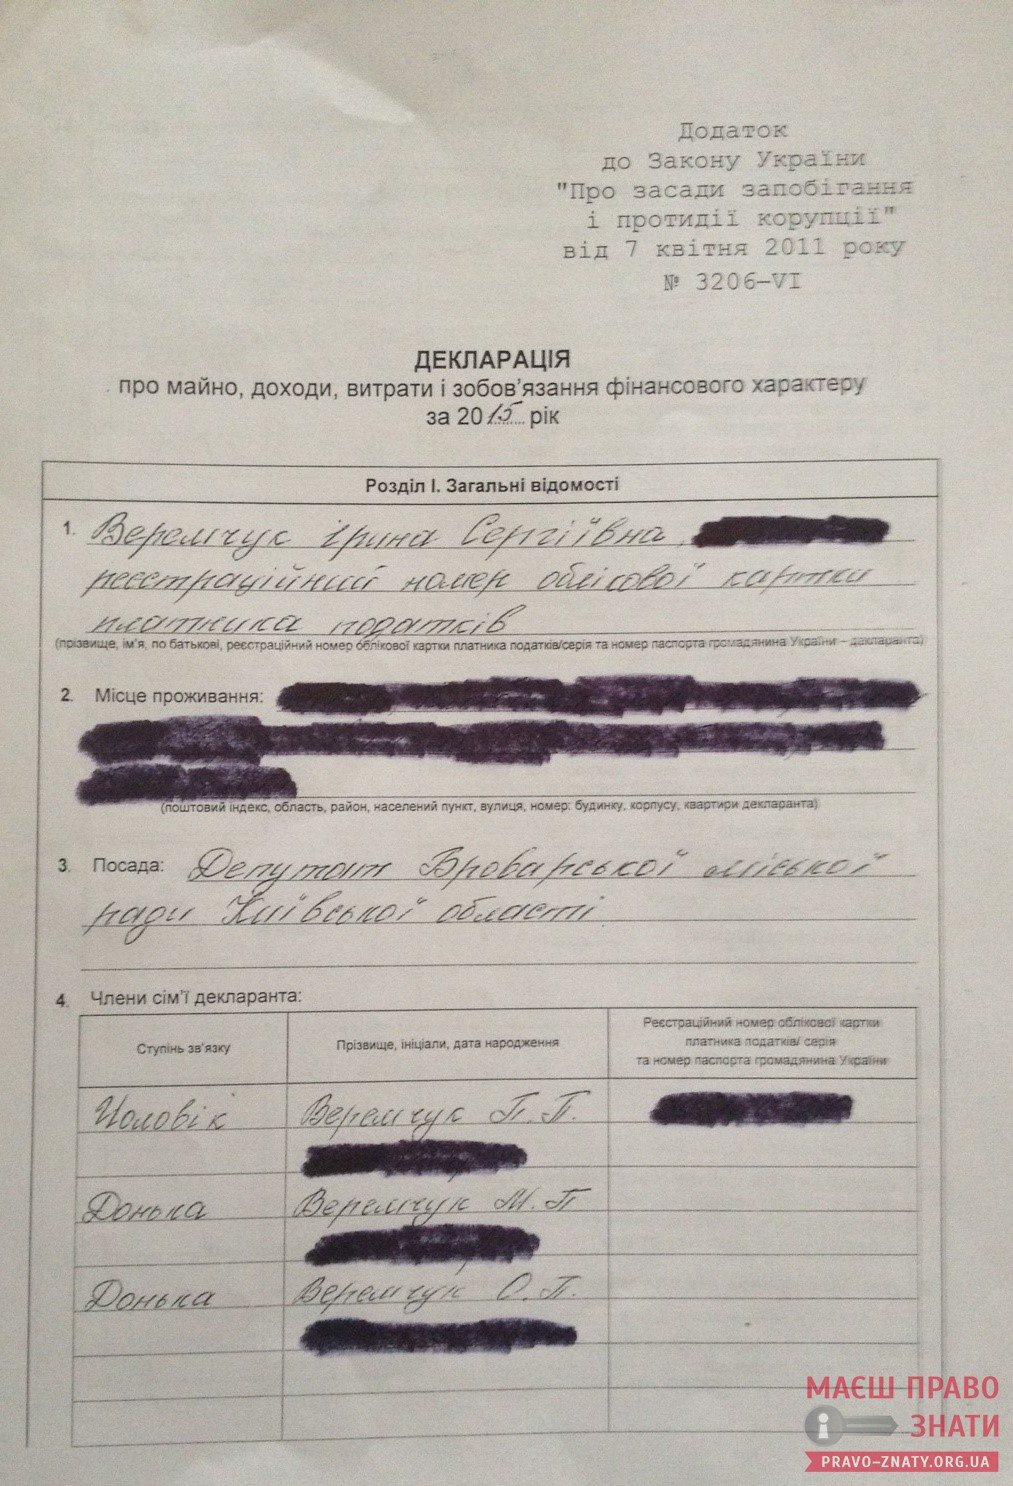 Додаток
до Закону України
"Про засади запобігання
і протидії корупції"
від 7 квітня 2011 року
№ 3206-VI
ДЕКЛАРАЦІЯ
про майно, доходи, витрати і зобов'язання фінансового характеру
за 2015 рік
Розділ I. Загальні відомості
1. Веремчук Ірина Сергіївна,
реєстраційний номер облікової картки
платника податків
(прізвище, ім'я, по батькові, реєстраційний номер облікової картки платника податків/серія та номер паспорта громадянина України – декларанта)
2. Місце проживання:
(поштовий індекс, область, район, населений пункт, вулиця, номер: будинку, корпусу, квартири декларанта)
3. Посада: Депутат Броварської міської
ради Київської області
4. Члени сім'ї декларанта:
Ступінь зв'язку
Прізвище, ініціали, дата народження
Реєстраційний номер облікової картки
платника податків/ серія
та номер паспорта громадянина України
Чоловік Веремчук П.П.
Донька Веремчук М.П
Донька Веремчук О.П.
МАЄШ ПРАВО
ЗНАТИ
PRAVO-ZNATY.ORG.UA